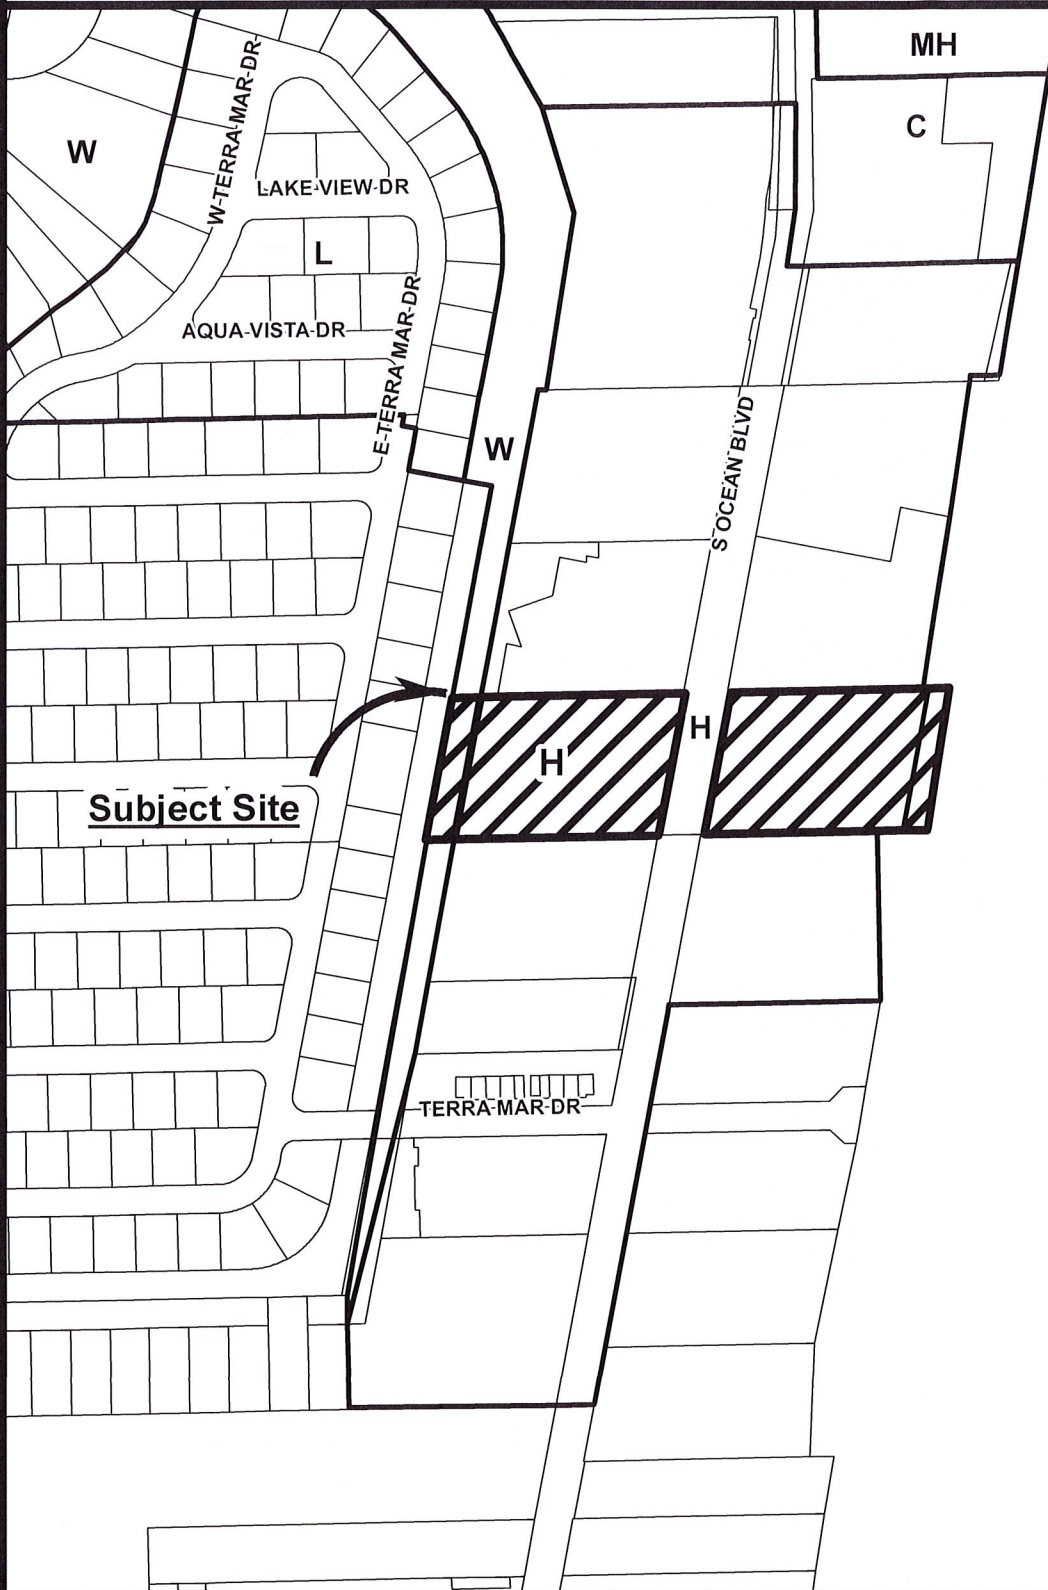 MH
C
W
W-TERRA-MAR-DR
LAKE-VIEW-DR
L
AQUA-VISTA-DR
E-TERRA MAR-DR
W
S OCEAN BLVD
H
H
Subject Site
TERRA-MAR-DR